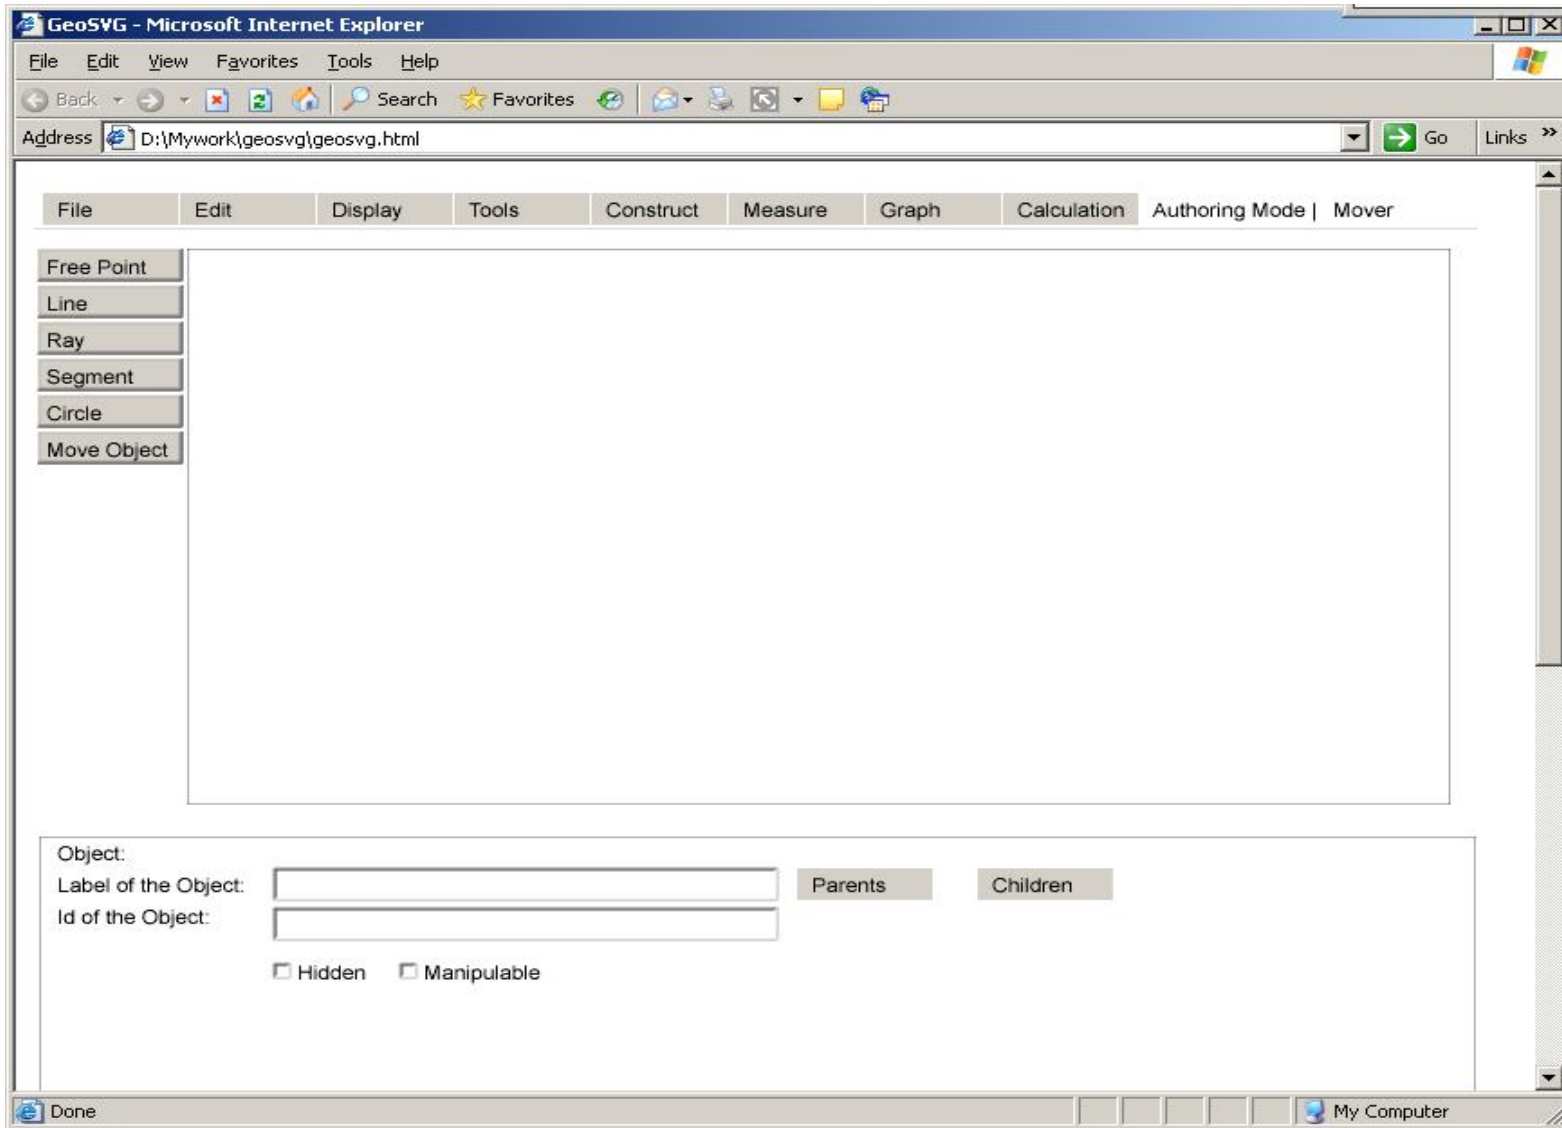 GeoSVG - Microsoft Internet Explorer
File Edit View Favorites Tools Help
Back Search Favorites
Address D:\Mywork\geosvg\geosvg.html Go Links »
File Edit Display Tools Construct Measure Graph Calculation Authoring Mode | Mover
Free Point
Line
Ray
Segment
Circle
Move Object
Object:
Label of the Object: Parents Children
Id of the Object:
Hidden Manipulable
Done My Computer